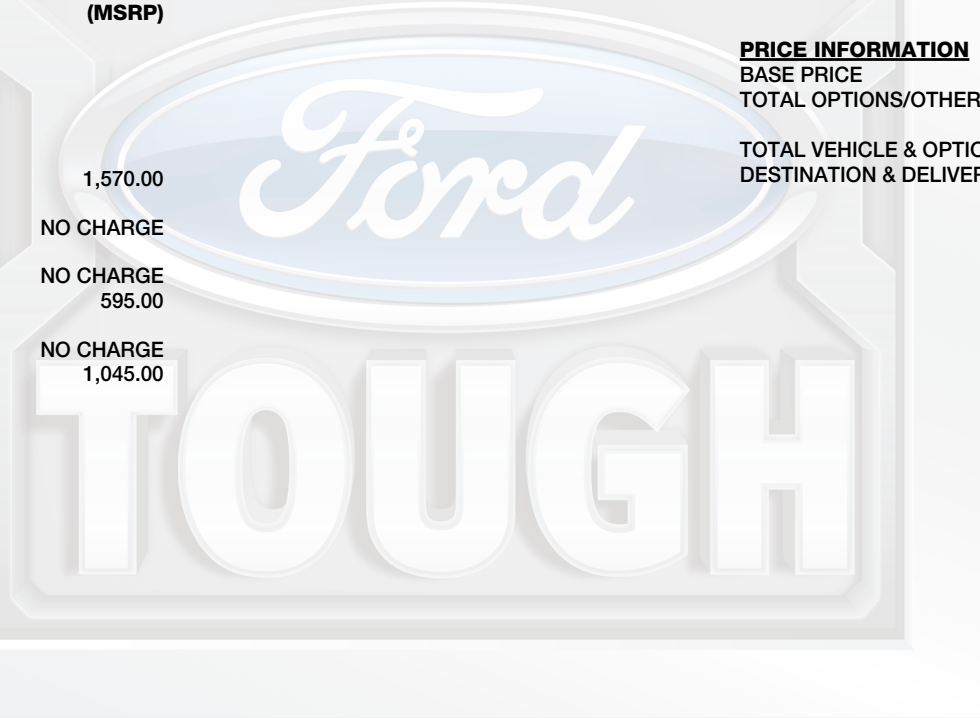 (MSRP)
1,570.00
NO CHARGE
NO CHARGE
595.00
NO CHARGE
1,045.00
PRICE INFORMATION
BASE PRICE
TOTAL OPTIONS/OTHER
TOTAL VEHICLE & OPTIO
DESTINATION & DELIVER
Ford
TOUGH